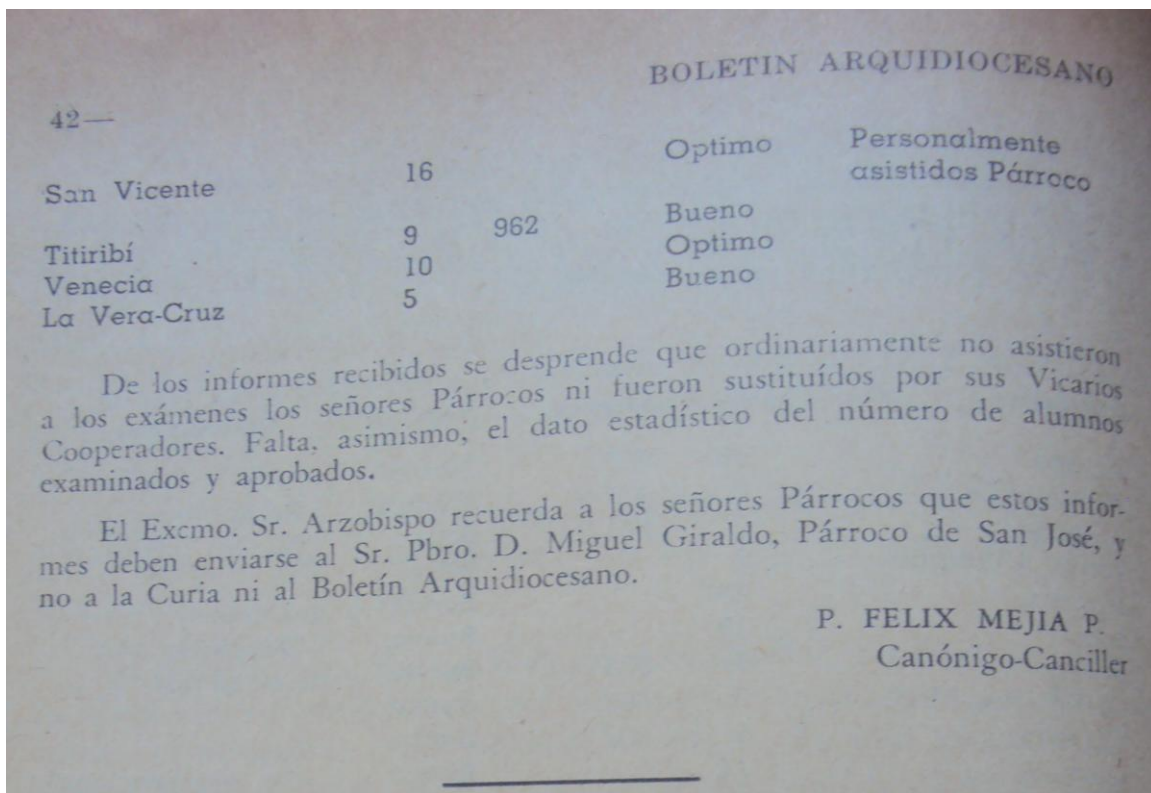 BOLETIN ARQUIDIOCESANO
42—
San Vicente 16 Optimo Personalmente
asistidos Párroco
Titiribí 9 962 Bueno
Venecia 10 Optimo
La Vera-Cruz 5 Bueno
De los informes recibidos se desprende que ordinariamente no asistieron
a los exámenes los señores Párrocos ni fueron sustituídos por sus Vicarios
Cooperadores. Falta, asimismo, el dato estadístico del número de alumnos
examinados y aprobados.
El Excmo. Sr. Arzobispo recuerda a los señores Párrocos que estos infor-
mes deben enviarse al Sr. Pbro. D. Miguel Giraldo, Párroco de San José, y
no a la Curia ni al Boletín Arquidiocesano.
P. FELIX MEJIA P.
Canónigo-Canciller